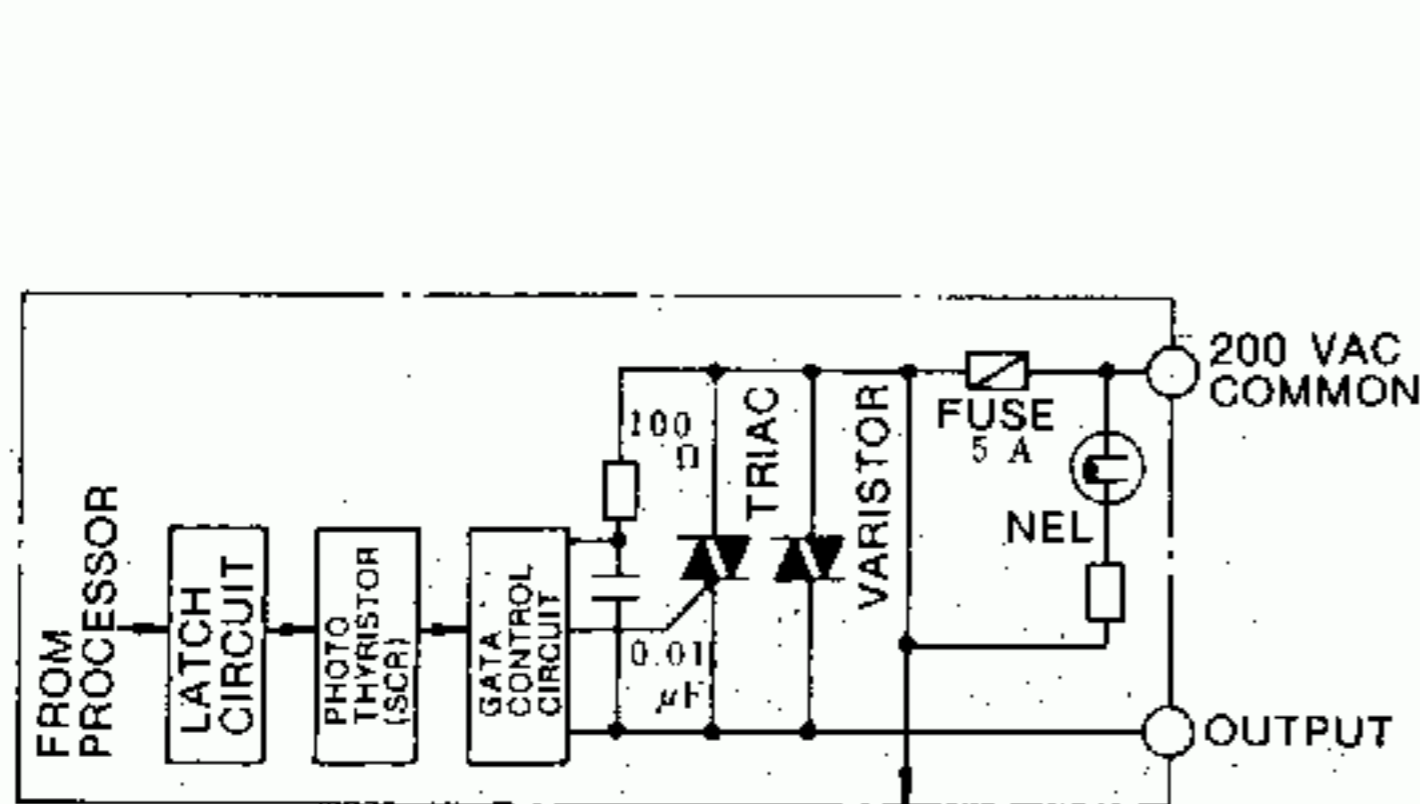 200 VAC
COMMON
FUSE
5 A
NEL
VARISTOR
TRIAC
100
Ω
0.01
µF
FROM
PROCESSOR
LATCH
CIRCUIT
PHOTO
THYRISTOR
(SCR)
GATA
CONTROL
CIRCUIT
OUTPUT